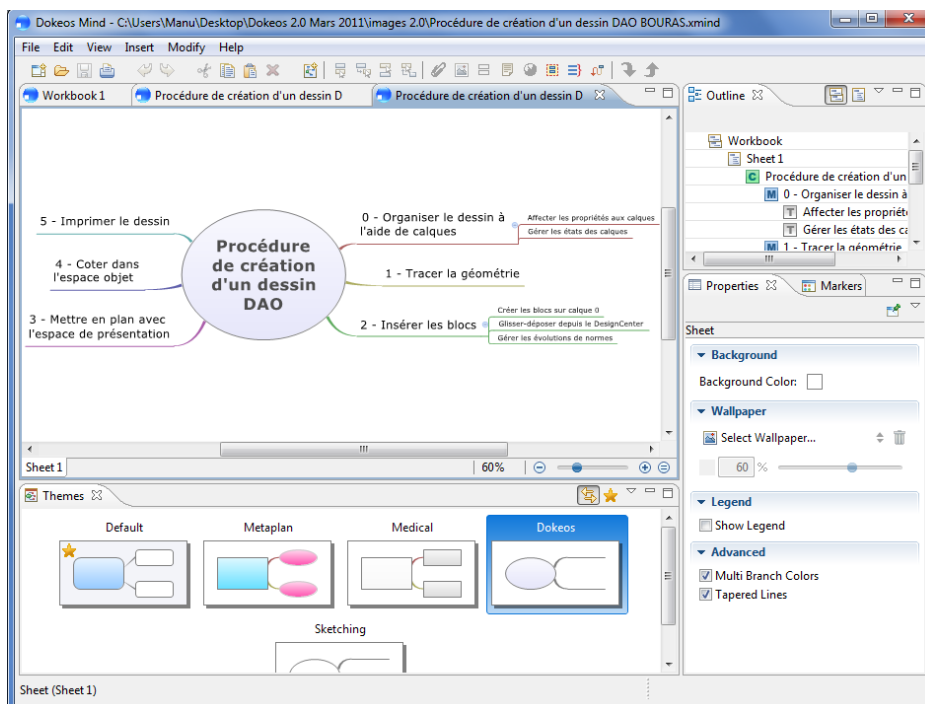 Dokeos Mind - C:\Users\Manu\Desktop\Dokeos 2.0 Mars 2011\images 2.0\Procédure de création d'un dessin DAO BOURAS.xmind
File Edit View Insert Modify Help
Workbook 1
Procédure de création d'un dessin D
Procédure de création d'un dessin D
5 - Imprimer le dessin
4 - Coter dans
l'espace objet
3 - Mettre en plan avec
l'espace de présentation
Procédure
de création
d'un dessin
DAO
0 - Organiser le dessin à
l'aide de calques
Affecter les propriétés aux calques
Gérer les états des calques
1 - Tracer la géométrie
2 - Insérer les blocs
Créer les blocs sur calque 0
Glisser-déposer depuis le DesignCenter
Gérer les évolutions de normes
Sheet 1
60%
Themes
Default
Metaplan
Medical
Dokeos
Sketching
Sheet (Sheet 1)
Outline
Workbook
Sheet 1
C Procédure de création d'un
M 0 - Organiser le dessin à
T Affecter les propriét
T Gérer les états des ca
M 1 - Tracer la géométrie
Properties
Markers
Sheet
Background
Background Color:
Wallpaper
Select Wallpaper...
60 %
Legend
Show Legend
Advanced
Multi Branch Colors
Tapered Lines